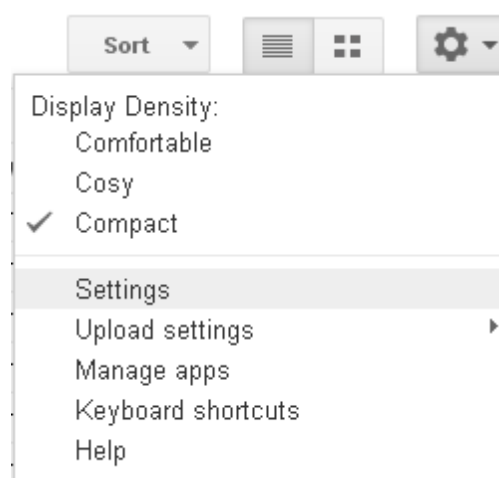 Sort
Display Density:
Comfortable
Cosy
Compact
Settings
Upload settings
Manage apps
Keyboard shortcuts
Help